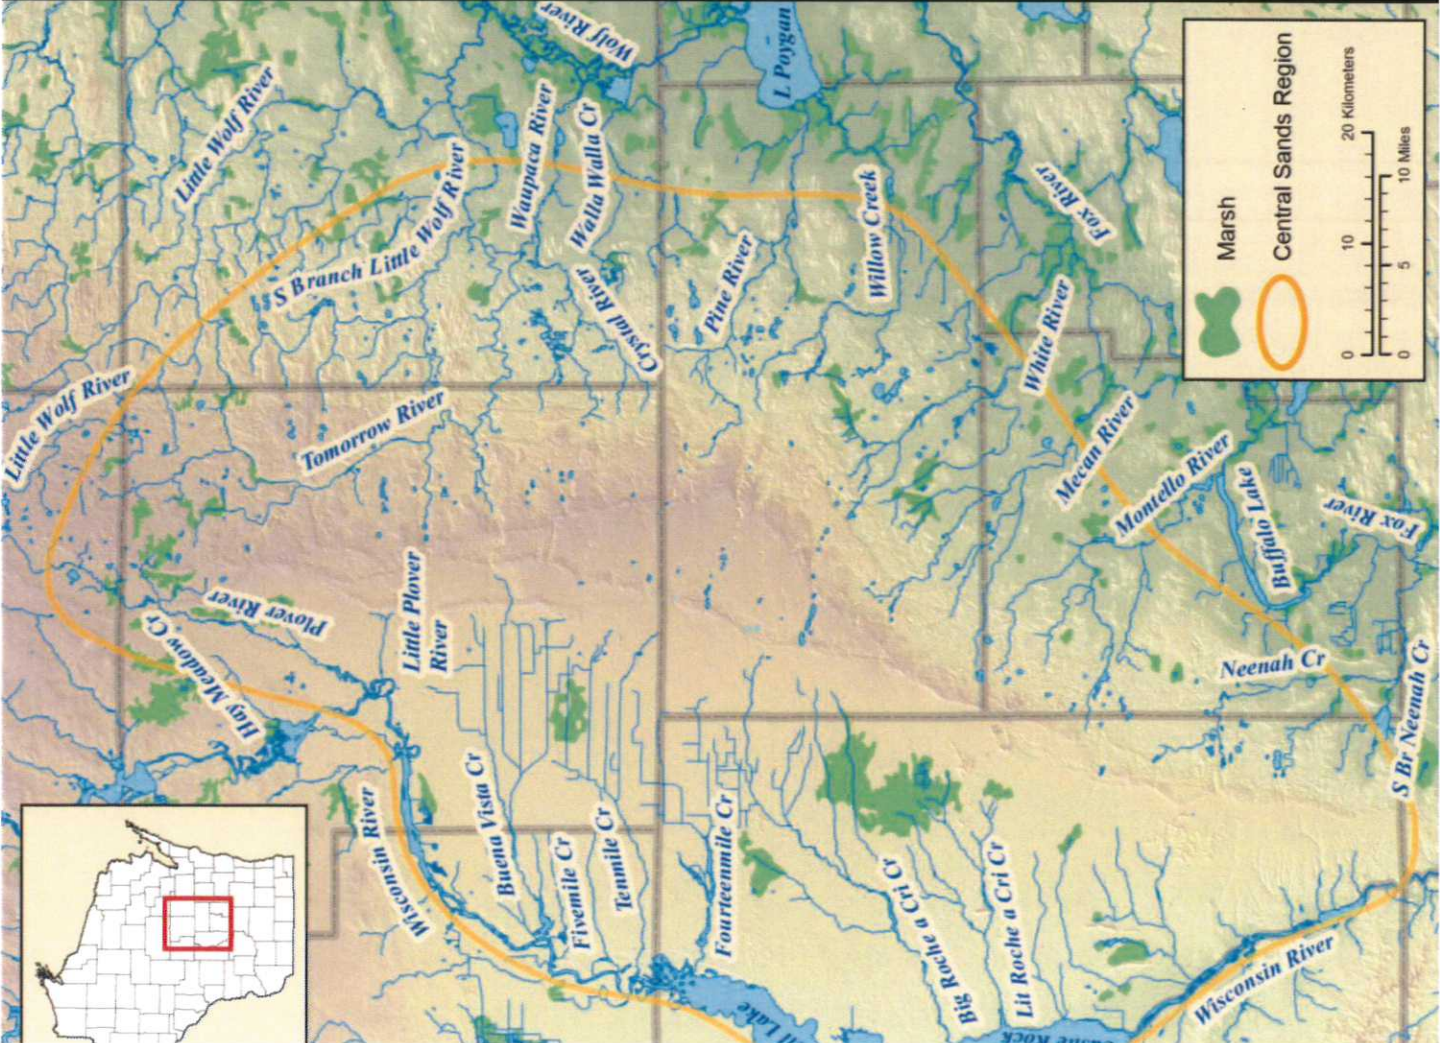 Wolf River
Wolf River
L Poygan
Little Wolf River
Waupaca River
Walla Walla Cr
S Branch Little Wolf River
Crystal River
Pine River
Willow Creek
Fox River
White River
Little Wolf River
Tomorrow River
Mecan River
Montello River
Buffalo Lake
Fox River
Plover River
Little Plover
River
Hay Meadow Cr
Neenah Cr
S Br Neenah Cr
Wisconsin River
Buena Vista Cr
Fivemile Cr
Tenmile Cr
Fourteenmile Cr
Big Roche a Cri Cr
Lit Roche a Cri Cr
Wisconsin River
Lake
Rock
Marsh
Central Sands Region
0 10 20 Kilometers
0 5 10 Miles